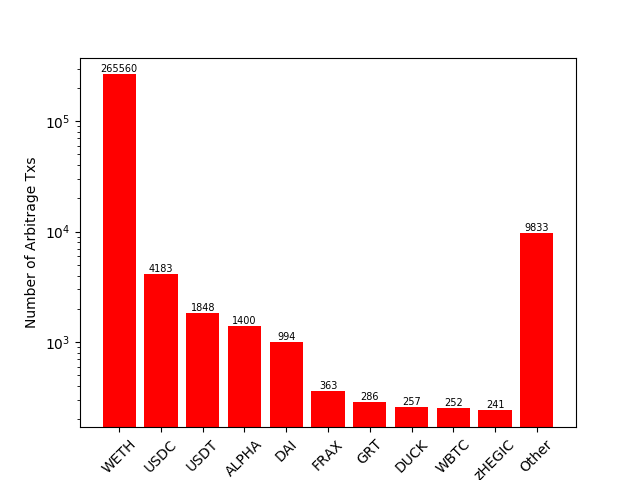 265560
10^5
Number of Arbitrage Txs
10^4
9833
4183
1848
1400
994
10^3
363
286
257
252
241
WETH
USDC
USDT
ALPHA
DAI
FRAX
GRT
DUCK
WBTC
zHEGIC
Other